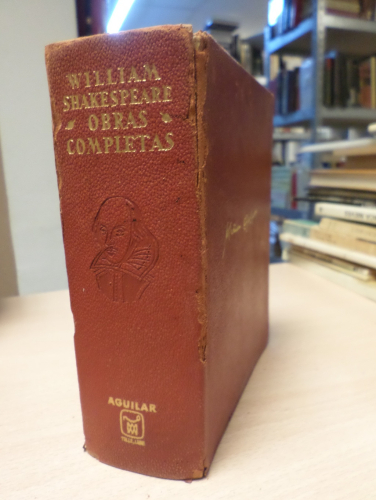 WILLIAM
SHAKESPEARE
OBRAS
COMPLETAS
AGUILAR